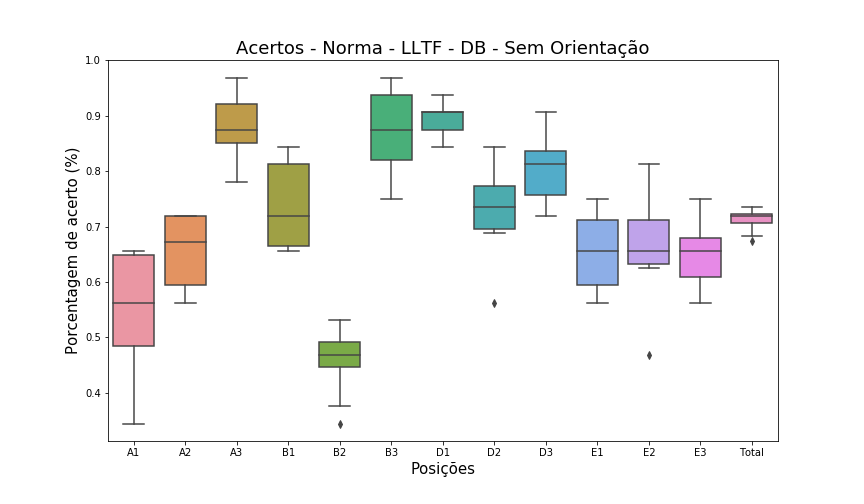 Acertos - Norma - LLTF - DB - Sem Orientação
Porcentagem de acerto (%)
1.0
0.9
0.8
0.7
0.6
0.5
0.4
A1 A2 A3 B1 B2 B3 D1 D2 D3 E1 E2 E3 Total
Posições